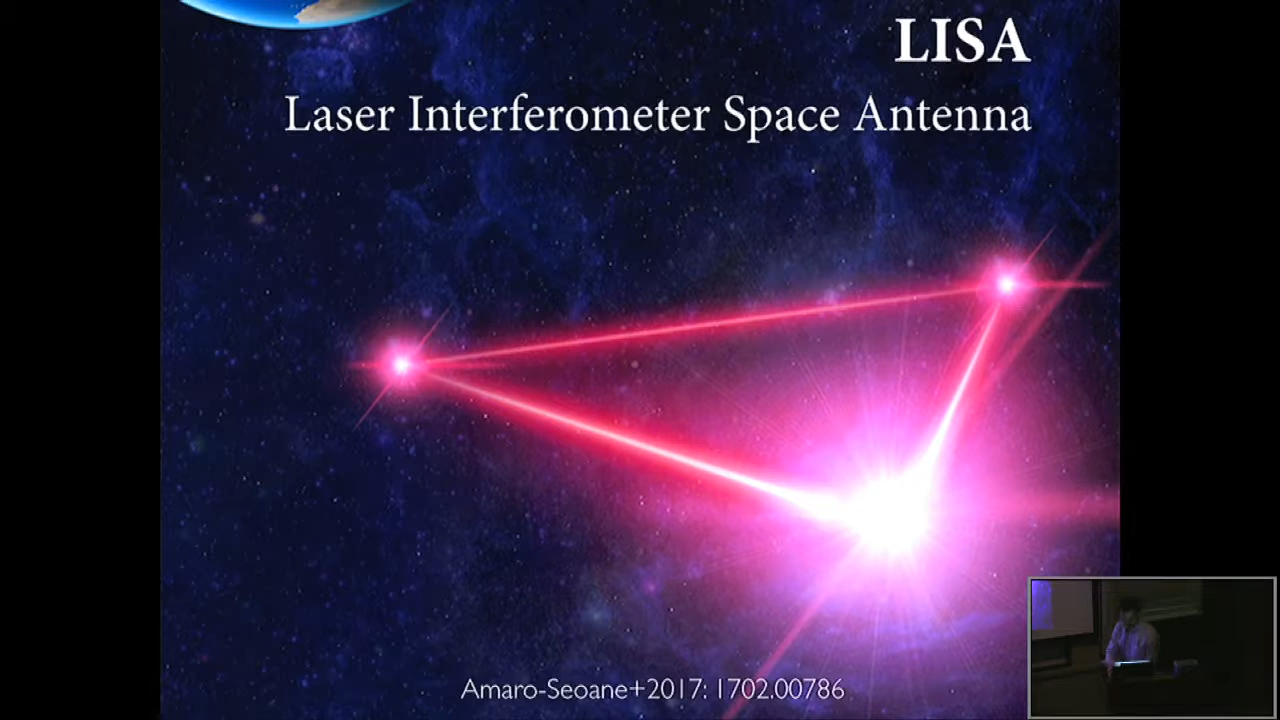 LISA
Laser Interferometer Space Antenna
Amaro-Seoane+2017: 1702.00786